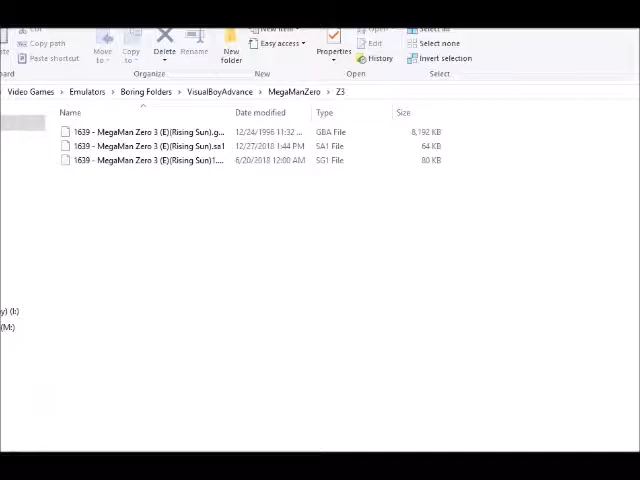 Cut
Copy path
Paste shortcut
Move to
Copy to
Delete
Rename
New folder
New item
Easy access
Properties
Open
Edit
History
Select all
Select none
Invert selection
Organize New Open Select
Video Games > Emulators > Boring Folders > VisualBoyAdvance > MegaManZero > Z3
Name Date modified Type Size
1639 - MegaMan Zero 3 (E)(Rising Sun).g... 12/24/1996 11:32 ... GBA File 8,192 KB
1639 - MegaMan Zero 3 (E)(Rising Sun).sa1 12/27/2018 1:44 PM SA1 File 64 KB
1639 - MegaMan Zero 3 (E)(Rising Sun)1.... 6/20/2018 12:00 AM SG1 File 80 KB
y) (I:)
(M:)